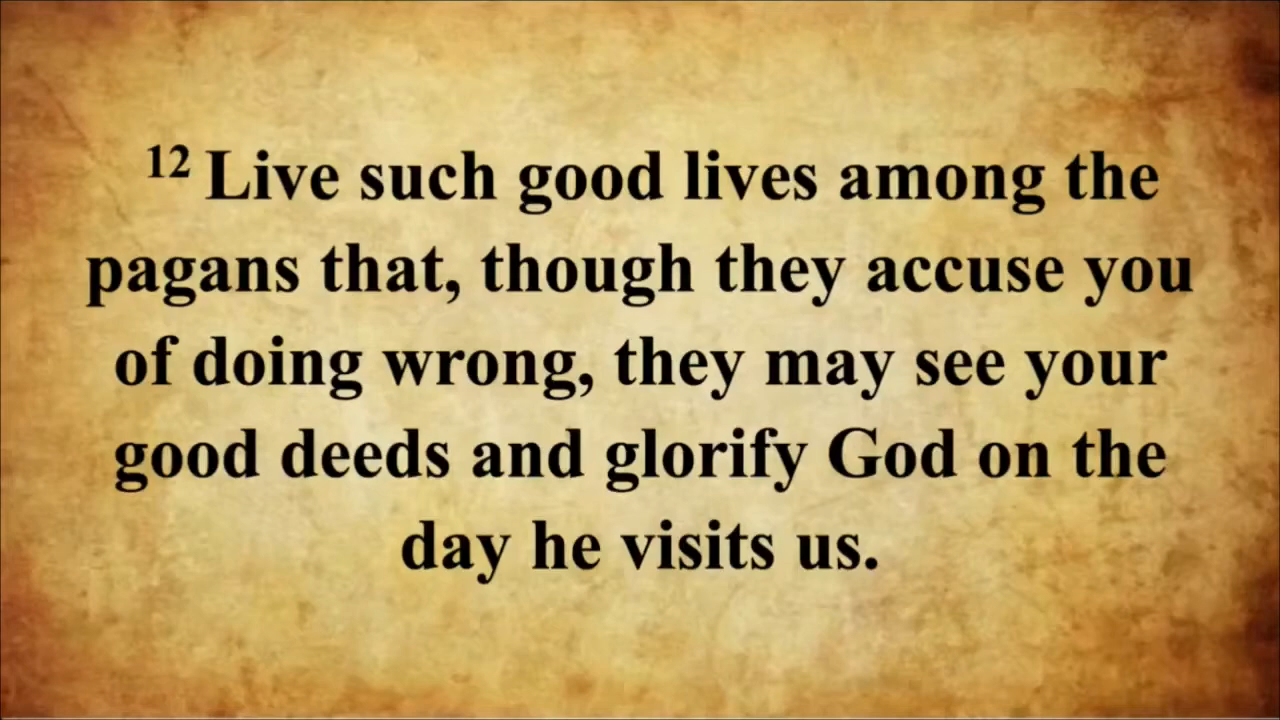 12 Live such good lives among the
pagans that, though they accuse you
of doing wrong, they may see your
good deeds and glorify God on the
day he visits us.